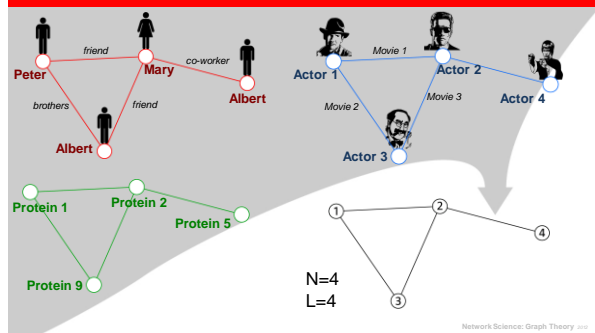 friend
Peter
Mary
co-worker
Albert
brothers
friend
Albert
Movie 1
Actor 1
Actor 2
Actor 4
Movie 2
Movie 3
Actor 3
Protein 1
Protein 2
Protein 5
Protein 9
1
2
4
3
N=4
L=4
Network Science: Graph Theory